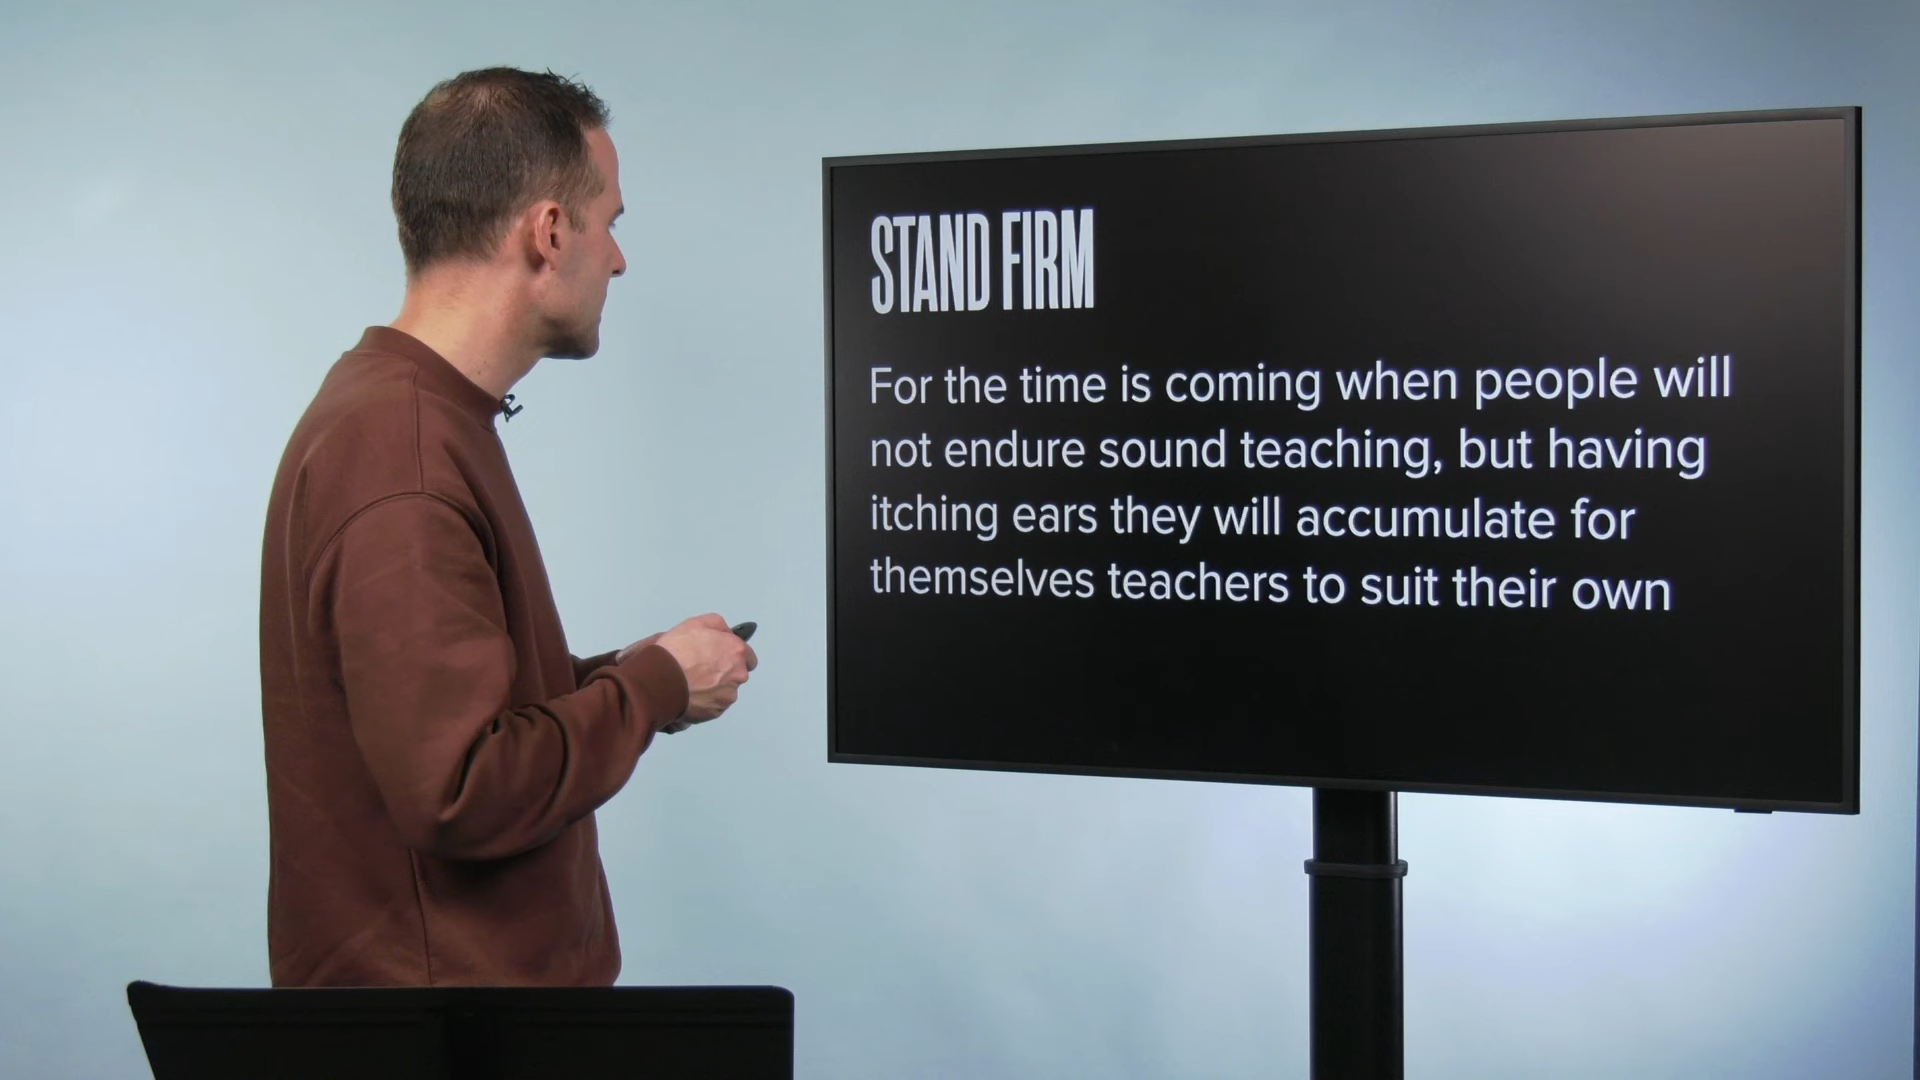 STAND FIRM
For the time is coming when people will
not endure sound teaching, but having
itching ears they will accumulate for
themselves teachers to suit their own